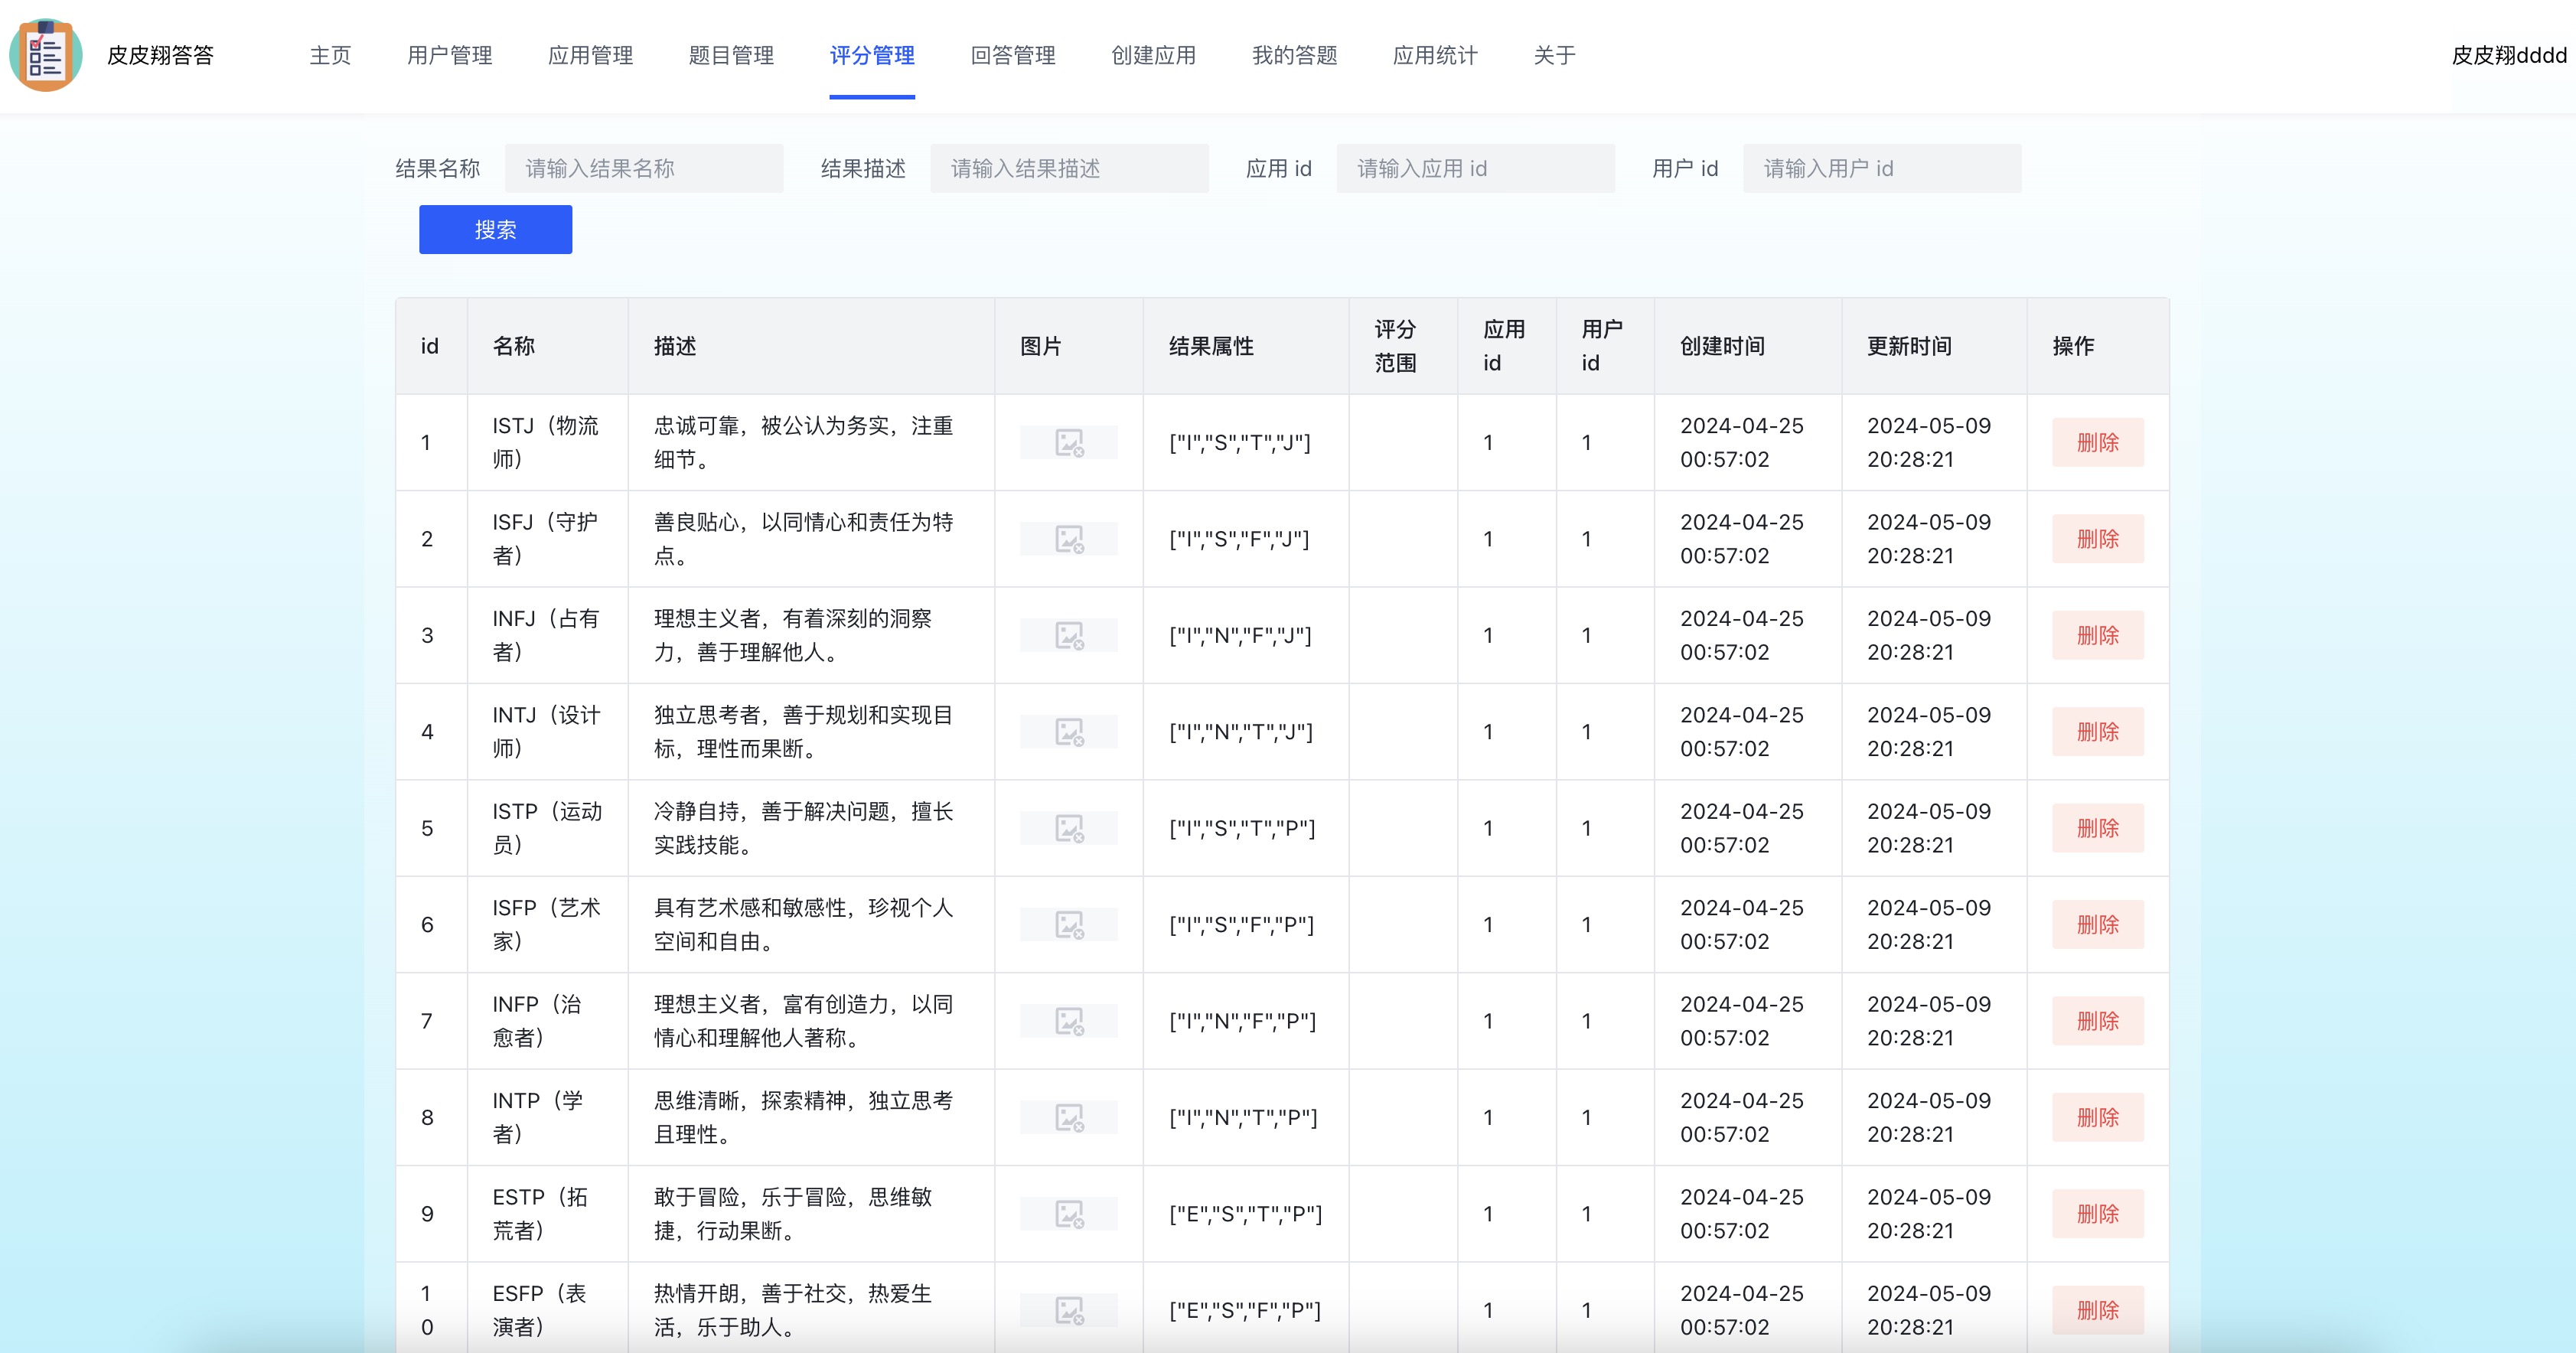 皮皮翔答答 主页 用户管理 应用管理 题目管理 评分管理 回答管理 创建应用 我的答题 应用统计 关于 皮皮翔dddd
结果名称 请输入结果名称 结果描述 请输入结果描述 应用 id 请输入应用 id 用户 id 请输入用户 id
搜索
id 名称 描述 图片 结果属性 评分范围 应用 id 用户 id 创建时间 更新时间 操作
1 ISTJ（物流师） 忠诚可靠，被公认为务实，注重细节。 ["I","S","T","J"] 1 1 2024-04-25 00:57:02 2024-05-09 20:28:21 删除
2 ISFJ（守护者） 善良贴心，以同情心和责任为特点。 ["I","S","F","J"] 1 1 2024-04-25 00:57:02 2024-05-09 20:28:21 删除
3 INFJ（占有者） 理想主义者，有着深刻的洞察力，善于理解他人。 ["I","N","F","J"] 1 1 2024-04-25 00:57:02 2024-05-09 20:28:21 删除
4 INTJ（设计师） 独立思考者，善于规划和实现目标，理性而果断。 ["I","N","T","J"] 1 1 2024-04-25 00:57:02 2024-05-09 20:28:21 删除
5 ISTP（运动员） 冷静自持，善于解决问题，擅长实践技能。 ["I","S","T","P"] 1 1 2024-04-25 00:57:02 2024-05-09 20:28:21 删除
6 ISFP（艺术家） 具有艺术感和敏感性，珍视个人空间和自由。 ["I","S","F","P"] 1 1 2024-04-25 00:57:02 2024-05-09 20:28:21 删除
7 INFP（治愈者） 理想主义者，富有创造力，以同情心和理解他人著称。 ["I","N","F","P"] 1 1 2024-04-25 00:57:02 2024-05-09 20:28:21 删除
8 INTP（学者） 思维清晰，探索精神，独立思考且理性。 ["I","N","T","P"] 1 1 2024-04-25 00:57:02 2024-05-09 20:28:21 删除
9 ESTP（拓荒者） 敢于冒险，乐于冒险，思维敏捷，行动果断。 ["E","S","T","P"] 1 1 2024-04-25 00:57:02 2024-05-09 20:28:21 删除
10 ESFP（表演者） 热情开朗，善于社交，热爱生活，乐于助人。 ["E","S","F","P"] 1 1 2024-04-25 00:57:02 2024-05-09 20:28:21 删除